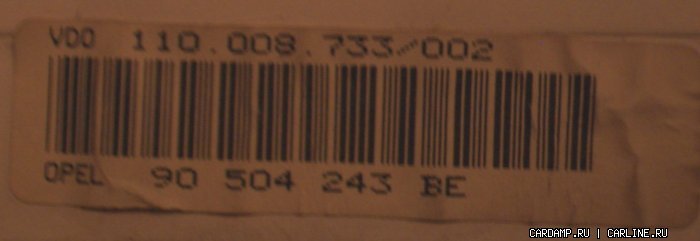 VDO 110.008.733/002
OPEL 90 504 243 BE
CARDAMP.RU | CARLINE.RU